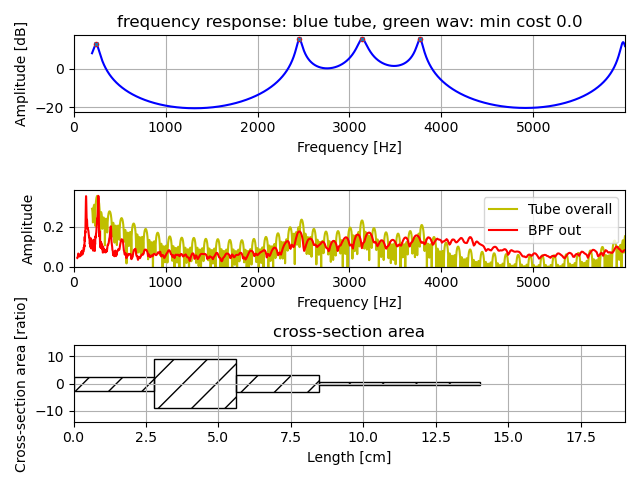 frequency response: blue tube, green wav: min cost 0.0
Amplitude [dB]
0
−20
0
1000
2000
3000
4000
5000
Frequency [Hz]
Amplitude
0.2
0.0
Tube overall
BPF out
0
1000
2000
3000
4000
5000
Frequency [Hz]
cross-section area
Cross-section area [ratio]
10
0
−10
0.0
2.5
5.0
7.5
10.0
12.5
15.0
17.5
Length [cm]